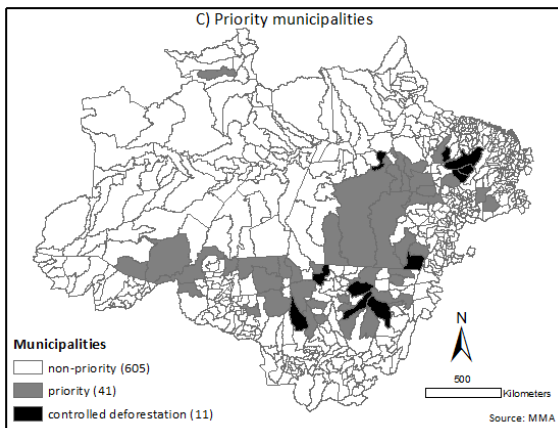 C) Priority municipalities
N
Municipalities
non-priority (605)
priority (41)
controlled deforestation (11)
500
Kilometers
Source: MMA